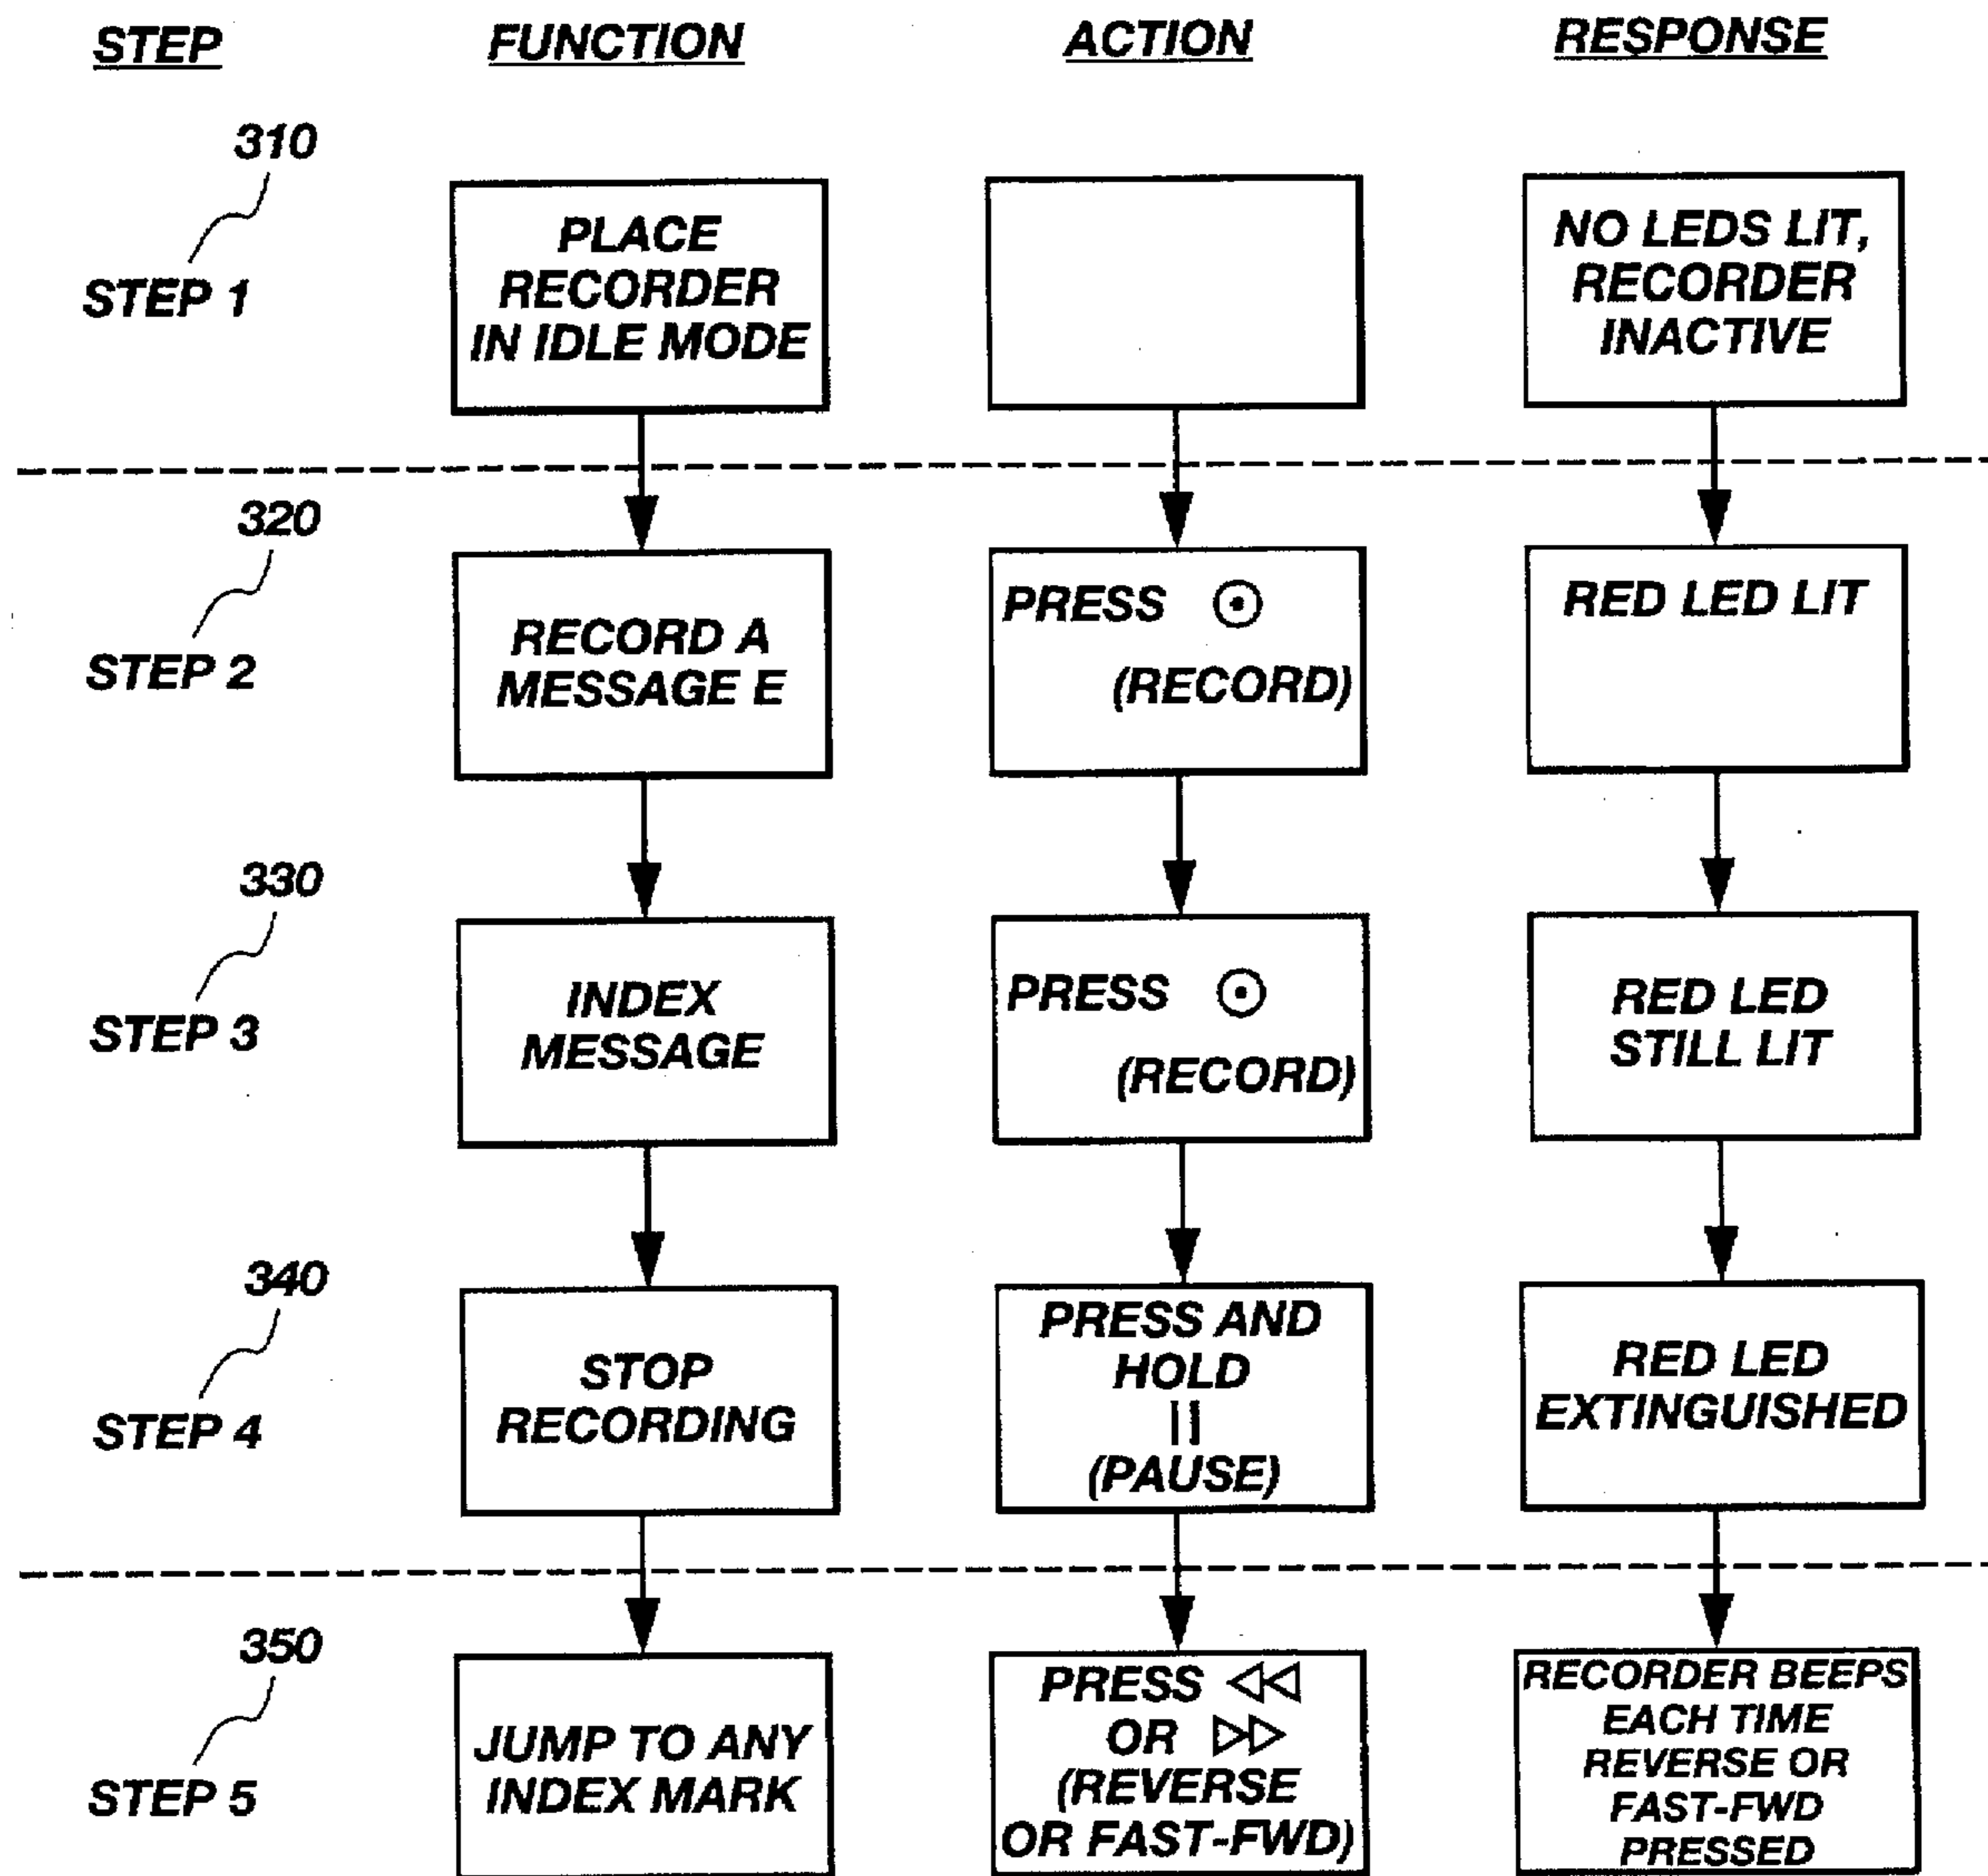 STEP FUNCTION ACTION RESPONSE
310
STEP 1
PLACE
RECORDER
IN IDLE MODE
NO LEDS LIT,
RECORDER
INACTIVE
320
STEP 2
RECORD A
MESSAGE E
PRESS
(RECORD)
RED LED LIT
330
STEP 3
INDEX
MESSAGE
PRESS
(RECORD)
RED LED
STILL LIT
340
STEP 4
STOP
RECORDING
PRESS AND
HOLD
(PAUSE)
RED LED
EXTINGUISHED
350
STEP 5
JUMP TO ANY
INDEX MARK
PRESS
OR
(REVERSE
OR FAST-FWD)
RECORDER BEEPS
EACH TIME
REVERSE OR
FAST-FWD
PRESSED